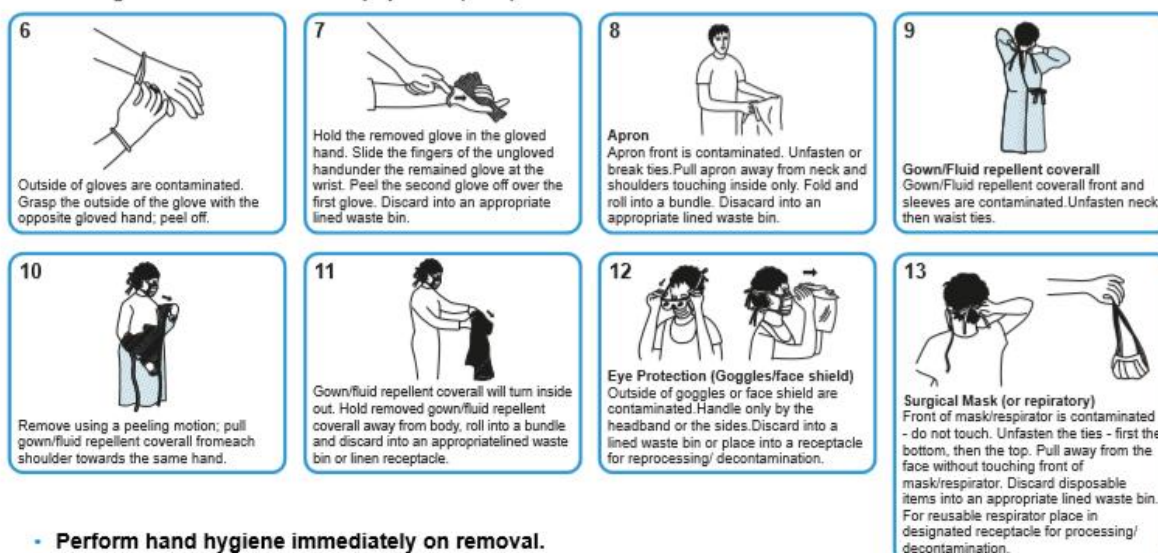 6
Outside of gloves are contaminated.
Grasp the outside of the glove with the
opposite gloved hand; peel off.
7
Hold the removed glove in the gloved
hand. Slide the fingers of the ungloved
handunder the remained glove at the
wrist. Peel the second glove off over the
first glove. Discard into an appropriate
lined waste bin.
8
Apron
Apron front is contaminated. Unfasten or
break ties.Pull apron away from neck and
shoulders touching inside only. Fold and
roll into a bundle. Disacard into an
appropriate lined waste bin.
9
Gown/Fluid repellent coverall
Gown/Fluid repellent coverall front and
sleeves are contaminated.Unfasten neck,
then waist ties.
10
Remove using a peeling motion; pull
gown/fluid repellent coverall fromeach
shoulder towards the same hand.
11
Gown/fluid repellent coverall will turn inside
out. Hold removed gown/fluid repellent
coverall away from body, roll into a bundle
and discard into an appropriatelined waste
bin or linen receptacle.
12
Eye Protection (Goggles/face shield)
Outside of goggles or face shield are
contaminated.Handle only by the
headband or the sides.Discard into a
lined waste bin or place into a receptacle
for reprocessing/ decontamination.
13
Surgical Mask (or repiratory)
Front of mask/respirator is contaminated
- do not touch. Unfasten the ties - first the
bottom, then the top. Pull away from the
face without touching front of
mask/respirator. Discard disposable
items into an appropriate lined waste bin.
For reusable respirator place in
designated receptacle for processing/
decontamination.
- Perform hand hygiene immediately on removal.